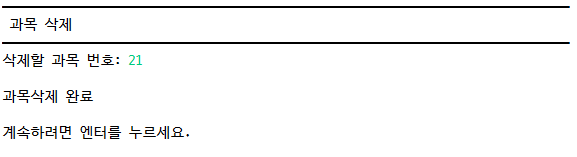 과목 삭제
삭제할 과목 번호: 21
과목삭제 완료
계속하려면 엔터를 누르세요.